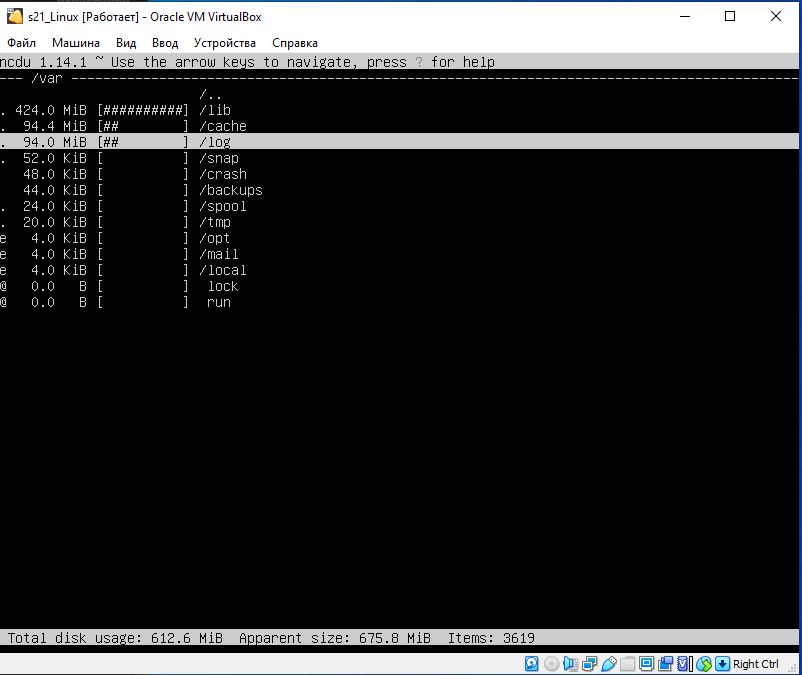 s21_Linux [Работает] - Oracle VM VirtualBox
Файл Машина Вид Ввод Устройства Справка
ncdu 1.14.1 ~ Use the arrow keys to navigate, press ? for help
--- /var ----------------------------------------------------------------------------------------
/..
. 424.0 MiB [##########] /lib
. 94.4 MiB [## ] /cache
. 94.0 MiB [## ] /log
. 52.0 KiB [ ] /snap
48.0 KiB [ ] /crash
44.0 KiB [ ] /backups
. 24.0 KiB [ ] /spool
. 20.0 KiB [ ] /tmp
e 4.0 KiB [ ] /opt
e 4.0 KiB [ ] /mail
e 4.0 KiB [ ] /local
@ 0.0 B [ ] lock
@ 0.0 B [ ] run
Total disk usage: 612.6 MiB Apparent size: 675.8 MiB Items: 3619
Right Ctrl